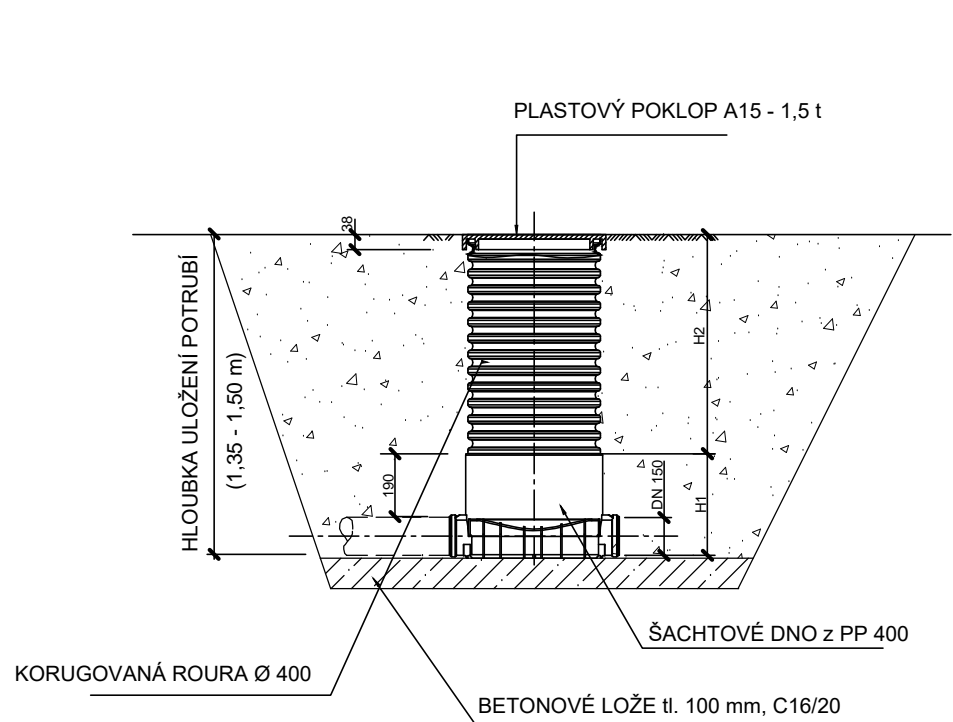 PLASTOVÝ POKLOP A15 - 1,5 t
38
HLOUBKA ULOŽENÍ POTRUBÍ
(1,35 - 1,50 m)
H2
190
DN 150
H1
ŠACHTOVÉ DNO z PP 400
KORUGOVANÁ ROURA Ø 400
BETONOVÉ LOŽE tl. 100 mm, C16/20